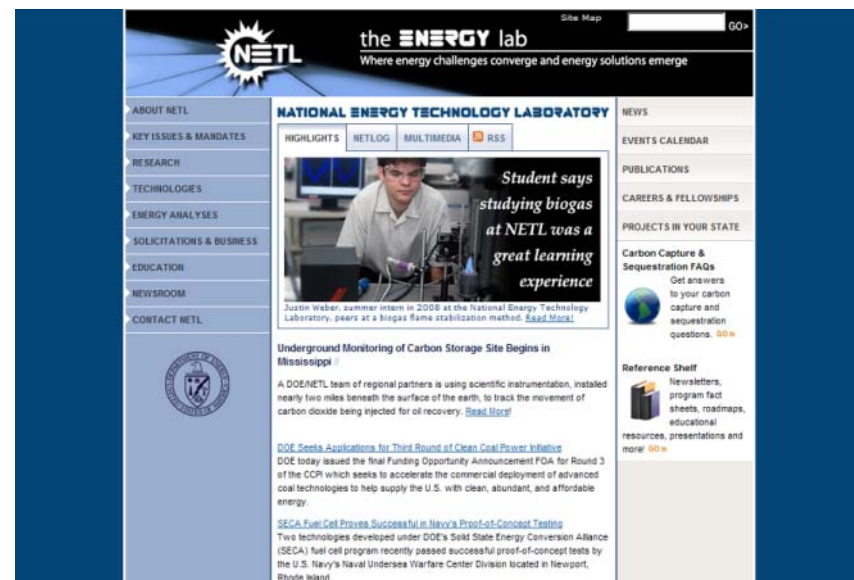 Site Map
GO>
NETL
the ENERGY lab
Where energy challenges converge and energy solutions emerge
ABOUT NETL
KEY ISSUES & MANDATES
RESEARCH
TECHNOLOGIES
ENERGY ANALYSES
SOLICITATIONS & BUSINESS
EDUCATION
NEWSROOM
CONTACT NETL
NATIONAL ENERGY TECHNOLOGY LABORATORY
HIGHLIGHTS NETLOG MULTIMEDIA RSS
Student says
studying biogas
at NETL was a
great learning
experience
Justin Weber, summer intern in 2008 at the National Energy Technology
Laboratory, peers at a biogas flame stabilization method. Read More!
Underground Monitoring of Carbon Storage Site Begins in
Mississippi //
A DOE/NETL team of regional partners is using scientific instrumentation, installed
nearly two miles beneath the surface of the earth, to track the movement of
carbon dioxide being injected for oil recovery. Read More!
DOE Seeks Applications for Third Round of Clean Coal Power Initiative
DOE today issued the final Funding Opportunity Announcement FOA for Round 3
of the CCPI which seeks to accelerate the commercial deployment of advanced
coal technologies to help supply the U.S. with clean, abundant, and affordable
energy.
SECA Fuel Cell Proves Successful in Navy's Proof-of-Concept Testing
Two technologies developed under DOE's Solid State Energy Conversion Alliance
(SECA) fuel cell program recently passed successful proof-of-concept tests by
the U.S. Navy's Naval Undersea Warfare Center Division located in Newport,
Rhode Island.
NEWS
EVENTS CALENDAR
PUBLICATIONS
CAREERS & FELLOWSHIPS
PROJECTS IN YOUR STATE
Carbon Capture &
Sequestration FAQs
Get answers
to your carbon
capture and
sequestration
questions. GO»
Reference Shelf
Newsletters,
program fact
sheets, roadmaps,
educational
resources, presentations and
more! GO»